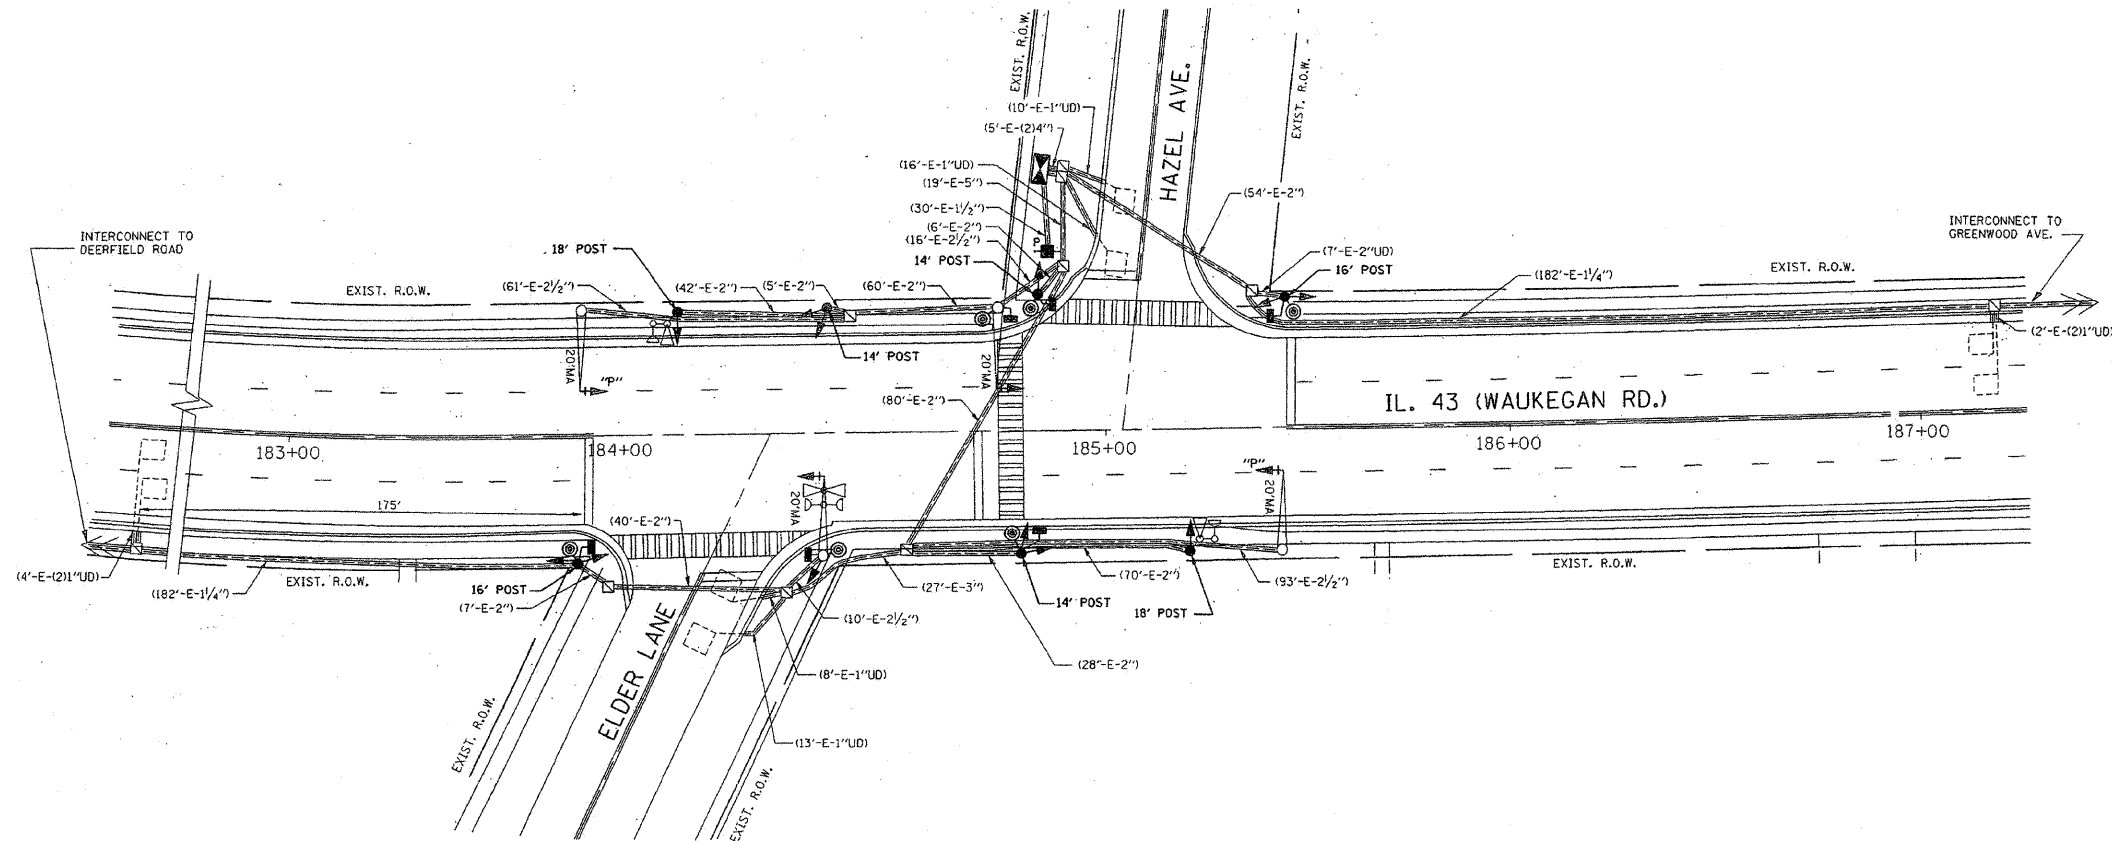 EXIST. R.O.W.
(10'-E-1"UD)
(5'-E-(2)4")
HAZEL AVE.
EXIST. R.O.W.
(16'-E-1"UD)
(19'-E-5")
(30'-E-1½")
(6'-E-2")
(16'-E-2½")
14' POST
"P"
(54'-E-2")
(7'-E-2"UD)
16' POST
(182'-E-1¼")
EXIST. R.O.W.
INTERCONNECT TO
GREENWOOD AVE.
(2'-E-(2)1"UD)
INTERCONNECT TO
DEERFIELD ROAD
18' POST
EXIST. R.O.W.
(61'-E-2½")
(42'-E-2")
(5'-E-2")
(60'-E-2")
14' POST
20'MA
"P"
20'MA
(80'-E-2")
IL. 43 (WAUKEGAN RD.)
183+00
184+00
185+00
186+00
187+00
175'
20'MA
"P"
20'MA
(40'-E-2")
(4'-E-(2)1"UD)
(182'-E-1¼")
EXIST. R.O.W.
16' POST
(7'-E-2")
(10'-E-2½")
(27'-E-3")
(70'-E-2")
(93'-E-2½")
14' POST
18' POST
EXIST. R.O.W.
(28'-E-2")
(8'-E-1"UD)
(13'-E-1"UD)
ELDER LANE
EXIST. R.O.W.
EXIST. R.O.W.